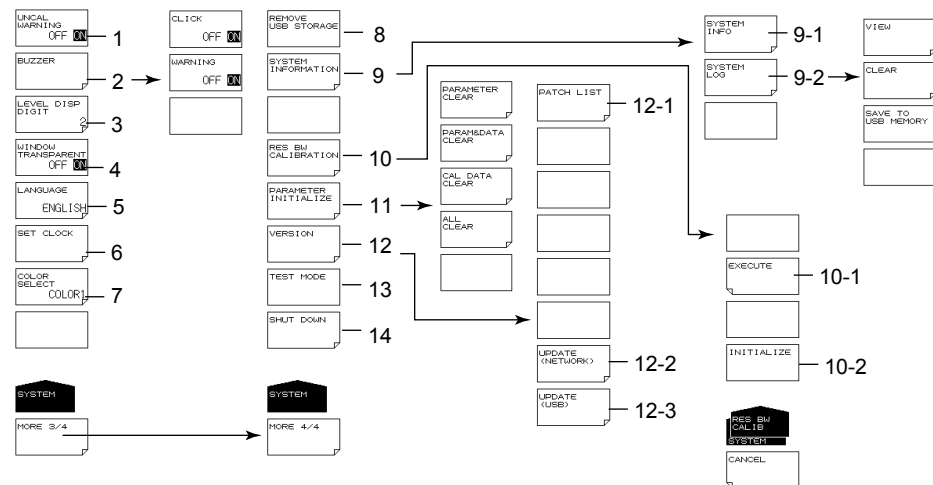 UNCAL
WARNING
OFF ON
1
BUZZER
2
LEVEL DISP
DIGIT
2
3
WINDOW
TRANSPARENT
OFF ON
4
LANGUAGE
ENGLISH
5
SET CLOCK
6
COLOR
SELECT
COLOR1
7
SYSTEM
MORE 3/4
CLICK
OFF ON
WARNING
OFF ON
REMOVE
USB STORAGE
8
SYSTEM
INFORMATION
9
RES BW
CALIBRATION
10
PARAMETER
INITIALIZE
11
VERSION
12
TEST MODE
13
SHUT DOWN
14
SYSTEM
MORE 4/4
PARAMETER
CLEAR
PARAM&DATA
CLEAR
CAL DATA
CLEAR
ALL
CLEAR
PATCH LIST
12-1
UPDATE
(NETWORK)
12-2
UPDATE
(USB)
12-3
SYSTEM
INFO
9-1
SYSTEM
LOG
9-2
VIEW
CLEAR
SAVE TO
USB MEMORY
EXECUTE
10-1
INITIALIZE
10-2
RES BW
CALIB
SYSTEM
CANCEL